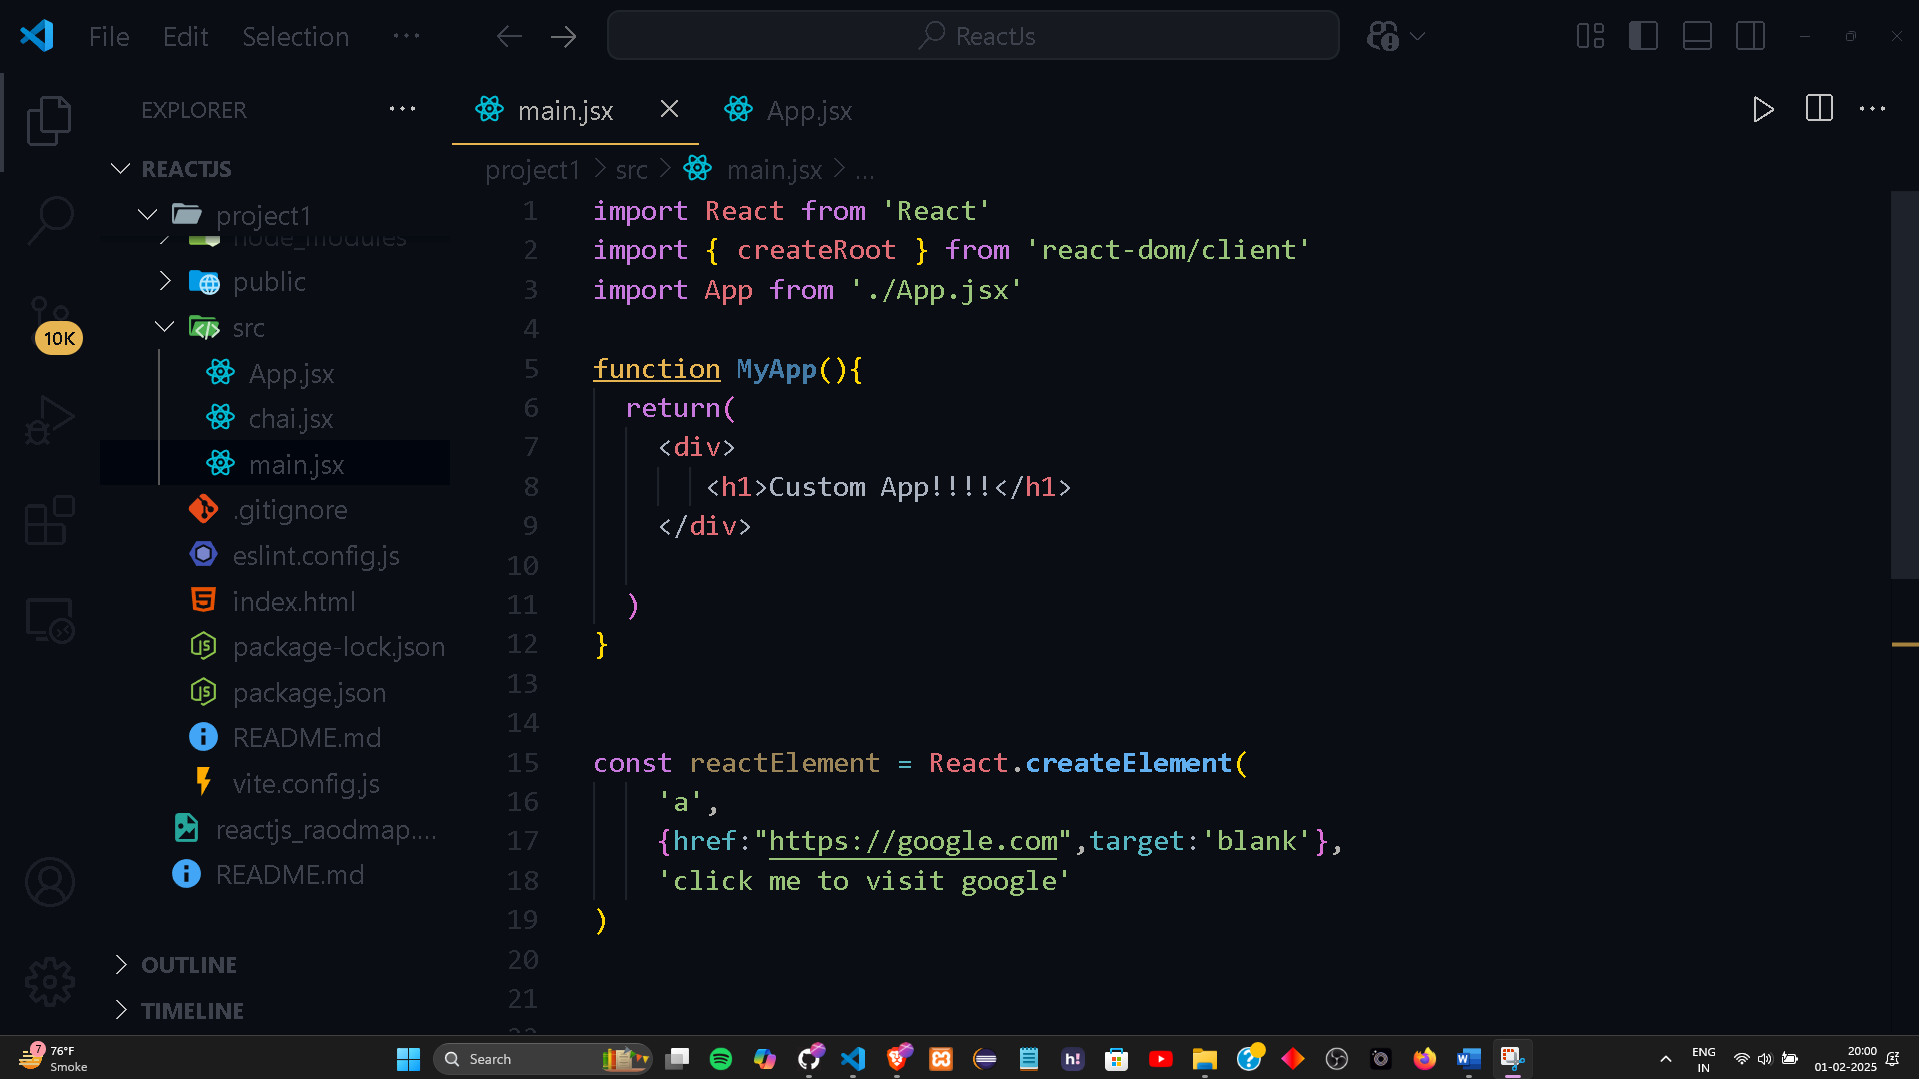 File Edit Selection ···
ReactJs
EXPLORER ···
main.jsx
App.jsx
REACTJS
project1 > src > main.jsx > ...
project1
node_modules
public
src
App.jsx
chai.jsx
main.jsx
.gitignore
eslint.config.js
index.html
package-lock.json
package.json
README.md
vite.config.js
reactjs_raodmap....
README.md
OUTLINE
TIMELINE
10K
1 import React from 'React'
2 import { createRoot } from 'react-dom/client'
3 import App from './App.jsx'
4
5 function MyApp(){
6 return(
7 <div>
8 <h1>Custom App!!!!</h1>
9 </div>
10
11 )
12 }
13
14
15 const reactElement = React.createElement(
16 'a',
17 {href:"https://google.com",target:'blank'},
18 'click me to visit google'
19 )
20
21
22
7
76°F
Smoke
Search
h!
ENG
IN
20:00
01-02-2025